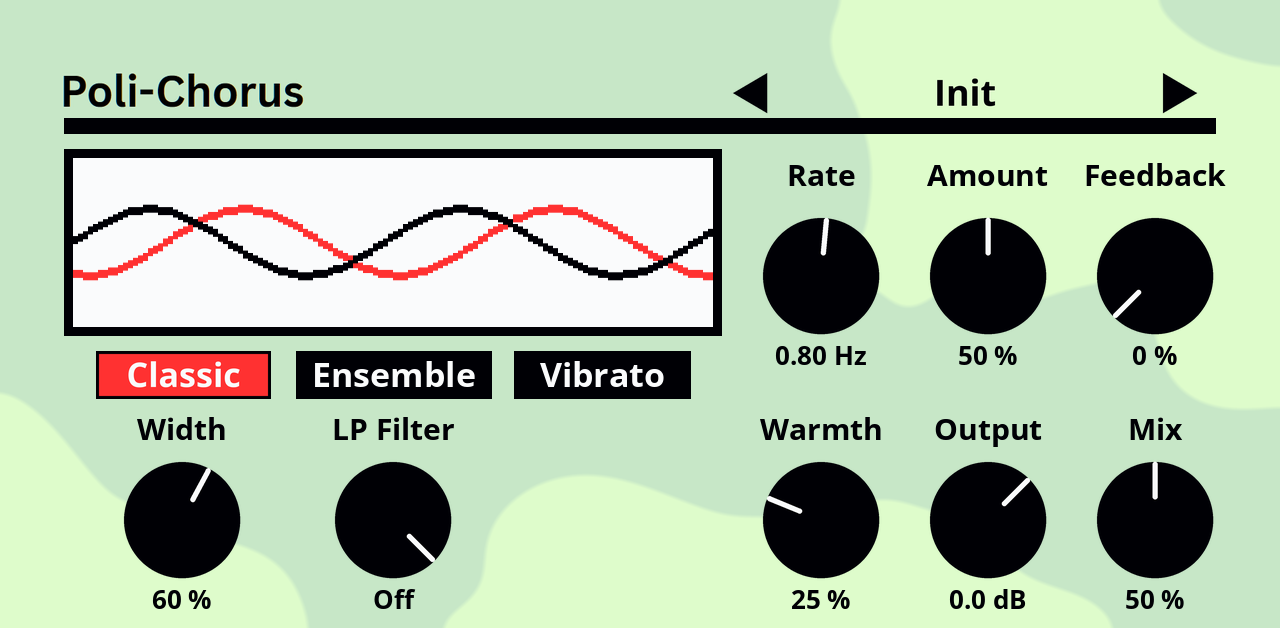 Poli-Chorus
Init
Rate
Amount
Feedback
0.80 Hz
50 %
0 %
Classic
Ensemble
Vibrato
Width
LP Filter
Warmth
Output
Mix
60 %
Off
25 %
0.0 dB
50 %